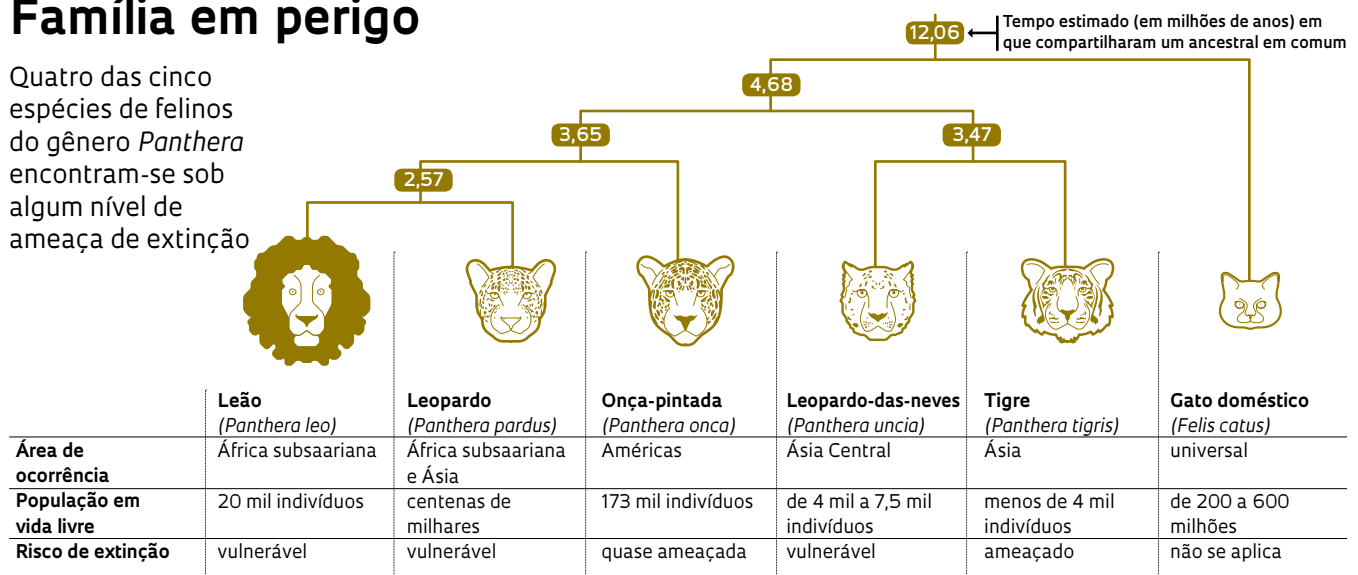 Família em perigo
Quatro das cinco
espécies de felinos
do gênero Panthera
encontram-se sob
algum nível de
ameaça de extinção
12,06
Tempo estimado (em milhões de anos) em
que compartilharam um ancestral em comum
4,68
3,65
3,47
2,57
Leão
(Panthera leo)
Leopardo
(Panthera pardus)
Onça-pintada
(Panthera onca)
Leopardo-das-neves
(Panthera uncia)
Tigre
(Panthera tigris)
Gato doméstico
(Felis catus)
Área de
ocorrência
África subsaariana
África subsaariana
e Ásia
Américas
Ásia Central
Ásia
universal
População em
vida livre
20 mil indivíduos
centenas de
milhares
173 mil indivíduos
de 4 mil a 7,5 mil
indivíduos
menos de 4 mil
indivíduos
de 200 a 600
milhões
Risco de extinção
vulnerável
vulnerável
quase ameaçada
vulnerável
ameaçado
não se aplica